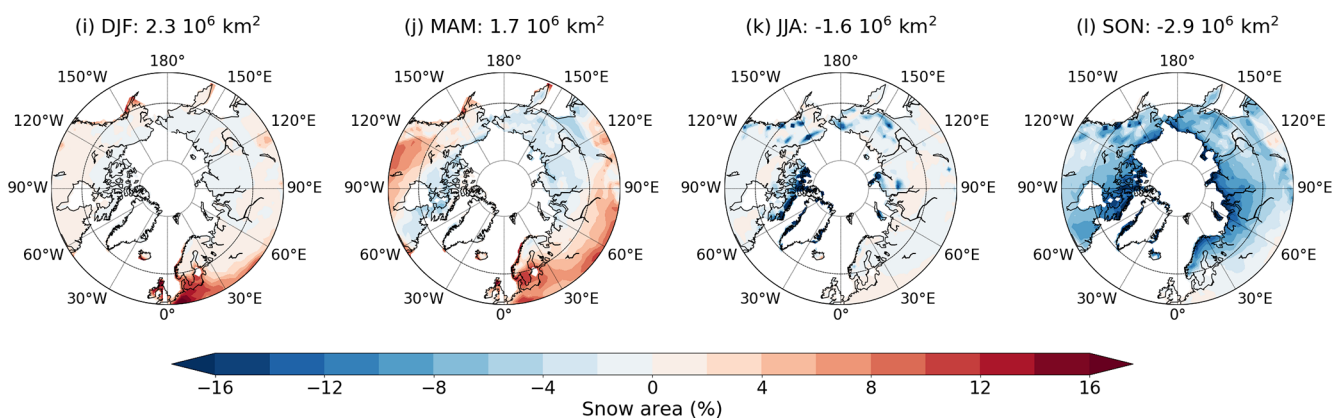 (i) DJF: 2.3 10⁶ km² (j) MAM: 1.7 10⁶ km² (k) JJA: -1.6 10⁶ km² (l) SON: -2.9 10⁶ km²
180° 180° 180° 180°
150°W 150°E 150°W 150°E 150°W 150°E 150°W 150°E
120°W 120°E 120°W 120°E 120°W 120°E 120°W 120°E
90°W 90°E 90°W 90°E 90°W 90°E 90°W 90°E
60°W 60°E 60°W 60°E 60°W 60°E 60°W 60°E
30°W 30°E 30°W 30°E 30°W 30°E 30°W 30°E
0° 0° 0° 0°
−16 −12 −8 −4 0 4 8 12 16
Snow area (%)